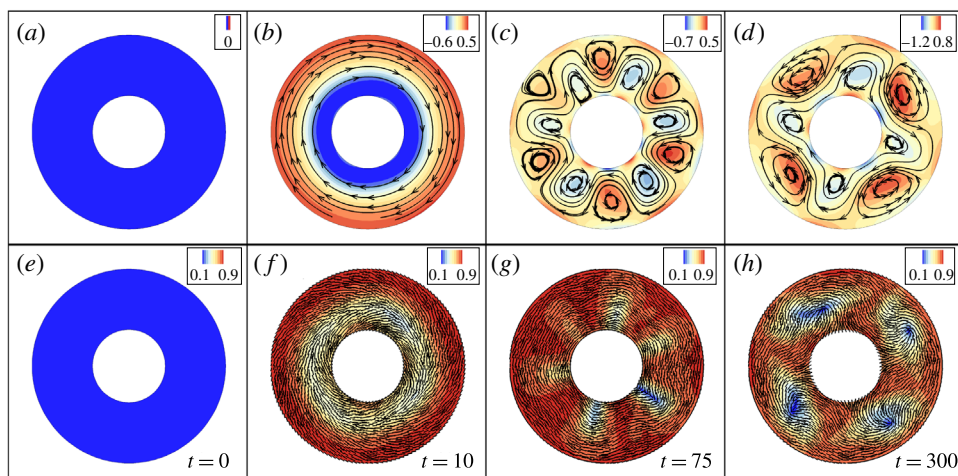 (a) 0
(b) −0.6 0.5
(c) −0.7 0.5
(d) −1.2 0.8
(e) 0.1 0.9
(f) 0.1 0.9
(g) 0.1 0.9
(h) 0.1 0.9
t = 0
t = 10
t = 75
t = 300